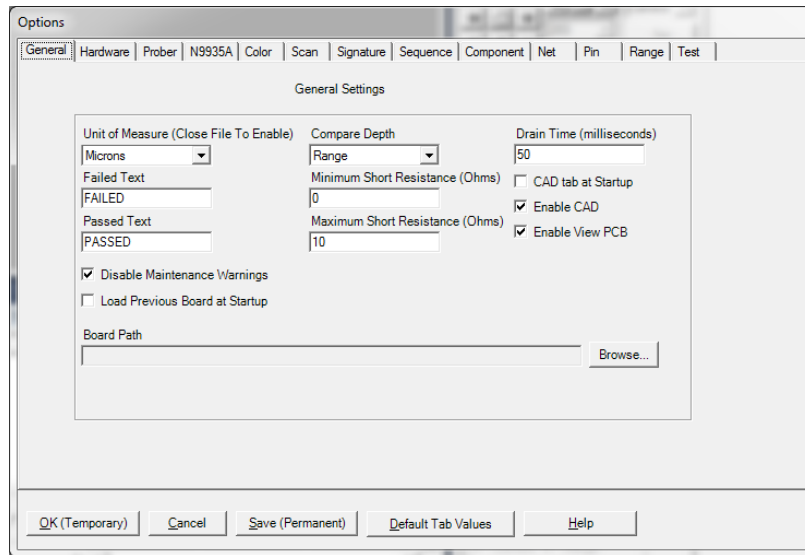 Options
General Hardware Prober N9935A Color Scan Signature Sequence Component Net Pin Range Test
General Settings
Unit of Measure (Close File To Enable) Compare Depth Drain Time (milliseconds)
Microns Range 50
Failed Text Minimum Short Resistance (Ohms) CAD tab at Startup
FAILED 0 Enable CAD
Passed Text Maximum Short Resistance (Ohms) Enable View PCB
PASSED 10
Disable Maintenance Warnings
Load Previous Board at Startup
Board Path
Browse...
OK (Temporary) Cancel Save (Permanent) Default Tab Values Help